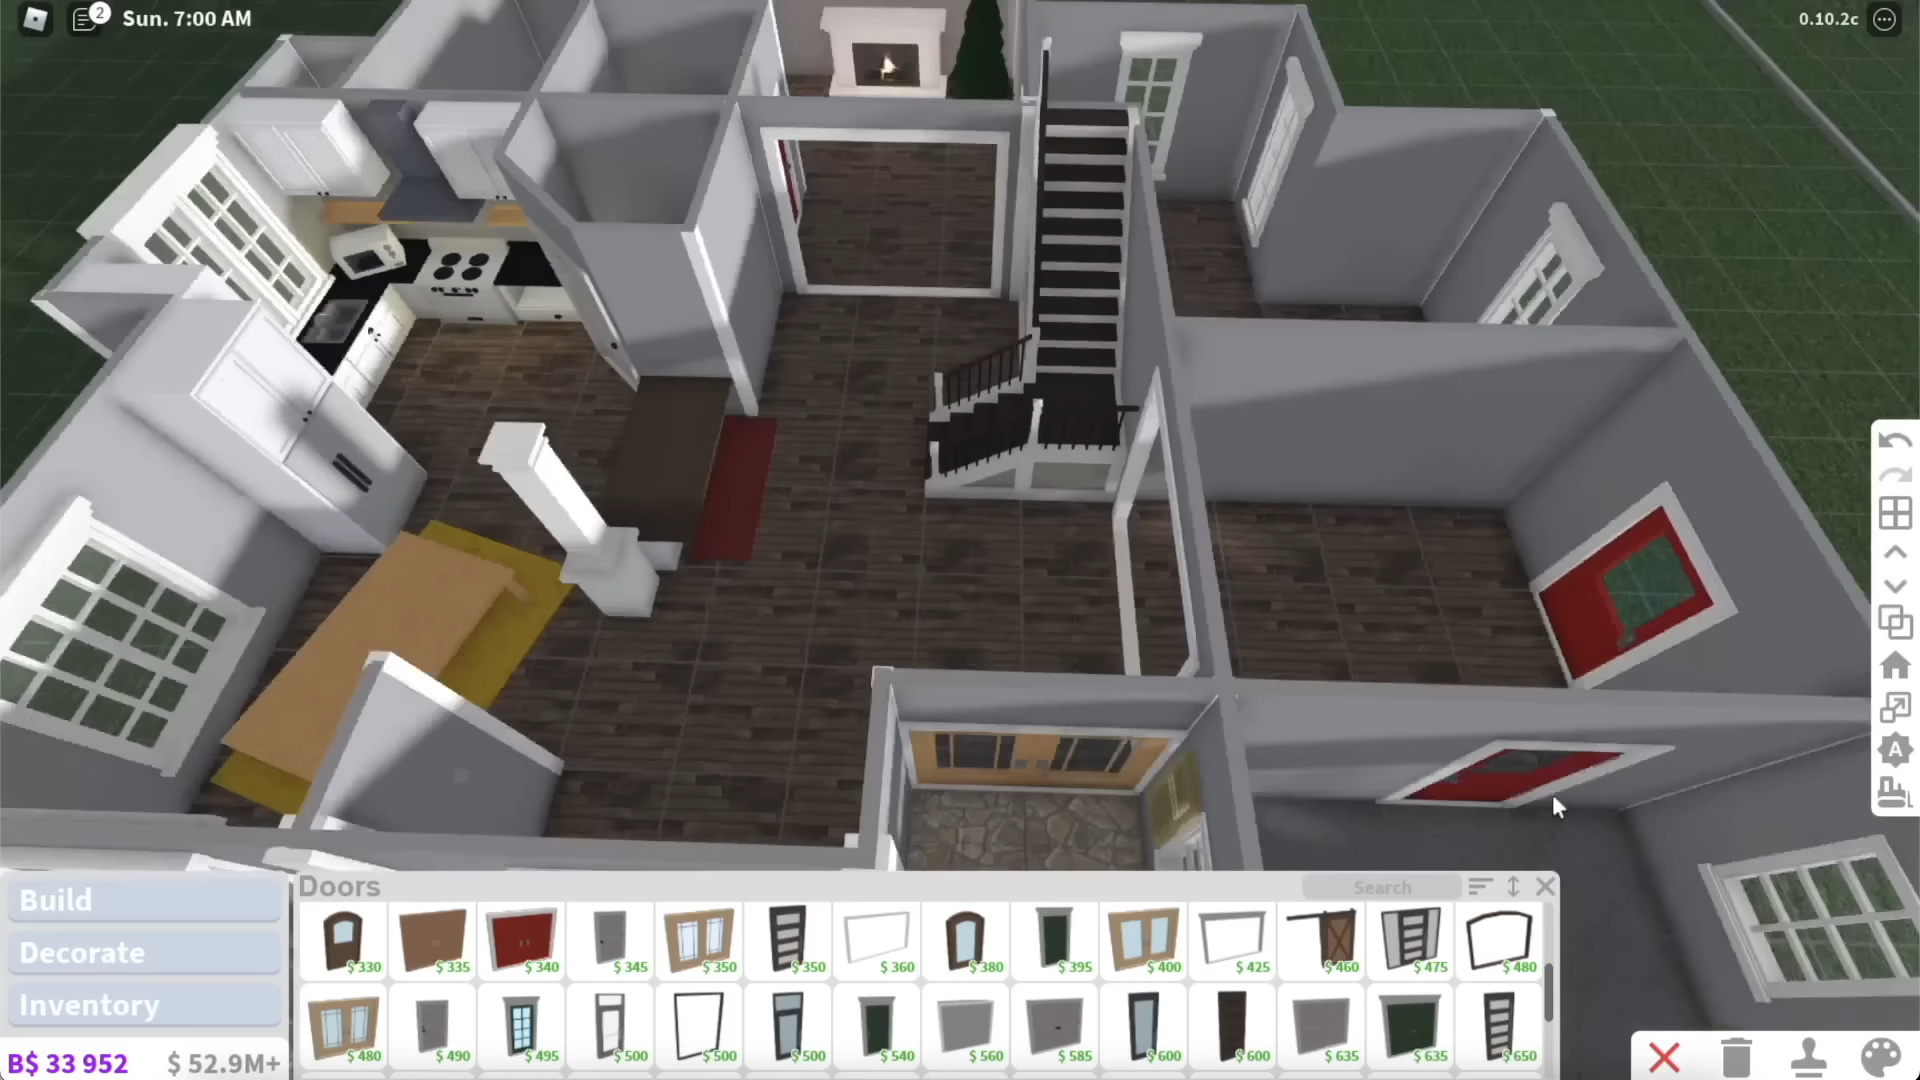 2 Sun. 7:00 AM
0.10.2c
A
Build
Decorate
Inventory
B$ 33 952 $ 52.9M+
Doors Search
$ 330 $ 335 $ 340 $ 345 $ 350 $ 350 $ 360 $ 380 $ 395 $ 400 $ 425 $ 460 $ 475 $ 480
$ 480 $ 490 $ 495 $ 500 $ 500 $ 500 $ 540 $ 560 $ 585 $ 600 $ 600 $ 635 $ 635 $ 650